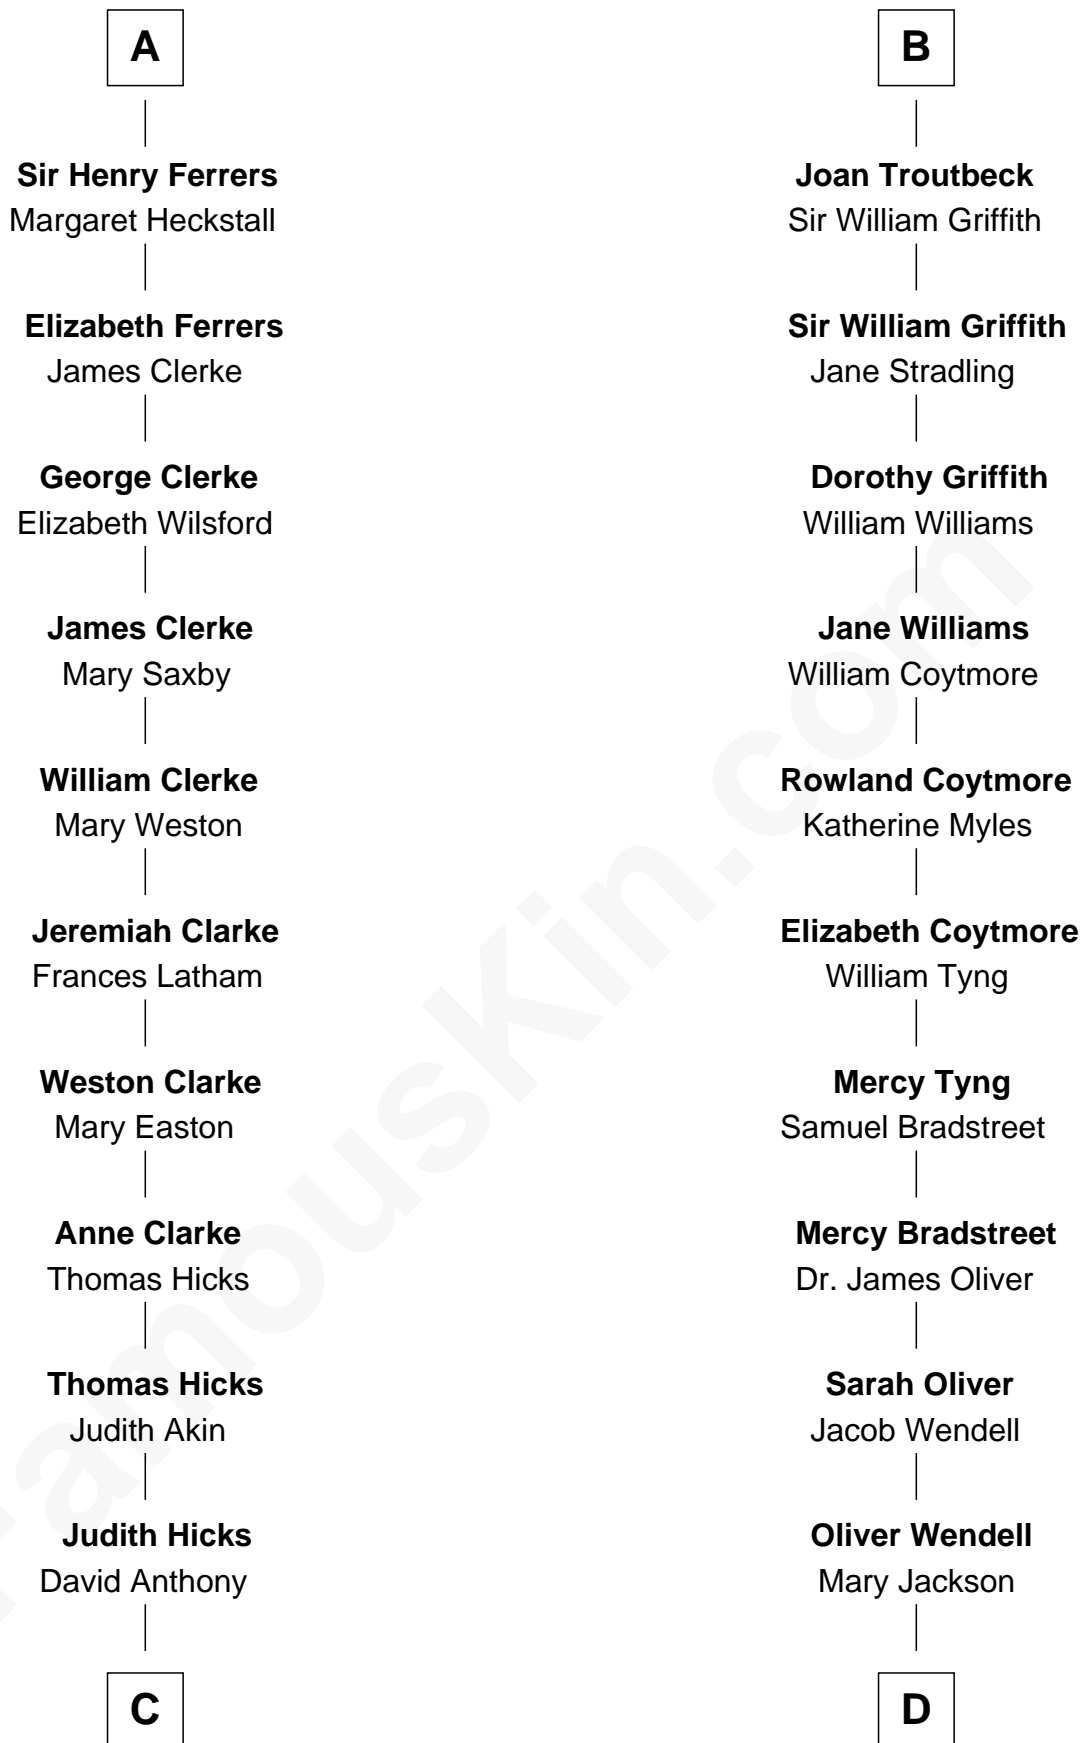 A
Sir Henry Ferrers
Margaret Heckstall
Elizabeth Ferrers
James Clerke
George Clerke
Elizabeth Wilsford
James Clerke
Mary Saxby
William Clerke
Mary Weston
Jeremiah Clarke
Frances Latham
Weston Clarke
Mary Easton
Anne Clarke
Thomas Hicks
Thomas Hicks
Judith Akin
Judith Hicks
David Anthony
C
B
Joan Troutbeck
Sir William Griffith
Sir William Griffith
Jane Stradling
Dorothy Griffith
William Williams
Jane Williams
William Coytmore
Rowland Coytmore
Katherine Myles
Elizabeth Coytmore
William Tyng
Mercy Tyng
Samuel Bradstreet
Mercy Bradstreet
Dr. James Oliver
Sarah Oliver
Jacob Wendell
Oliver Wendell
Mary Jackson
D
FamousKin.com